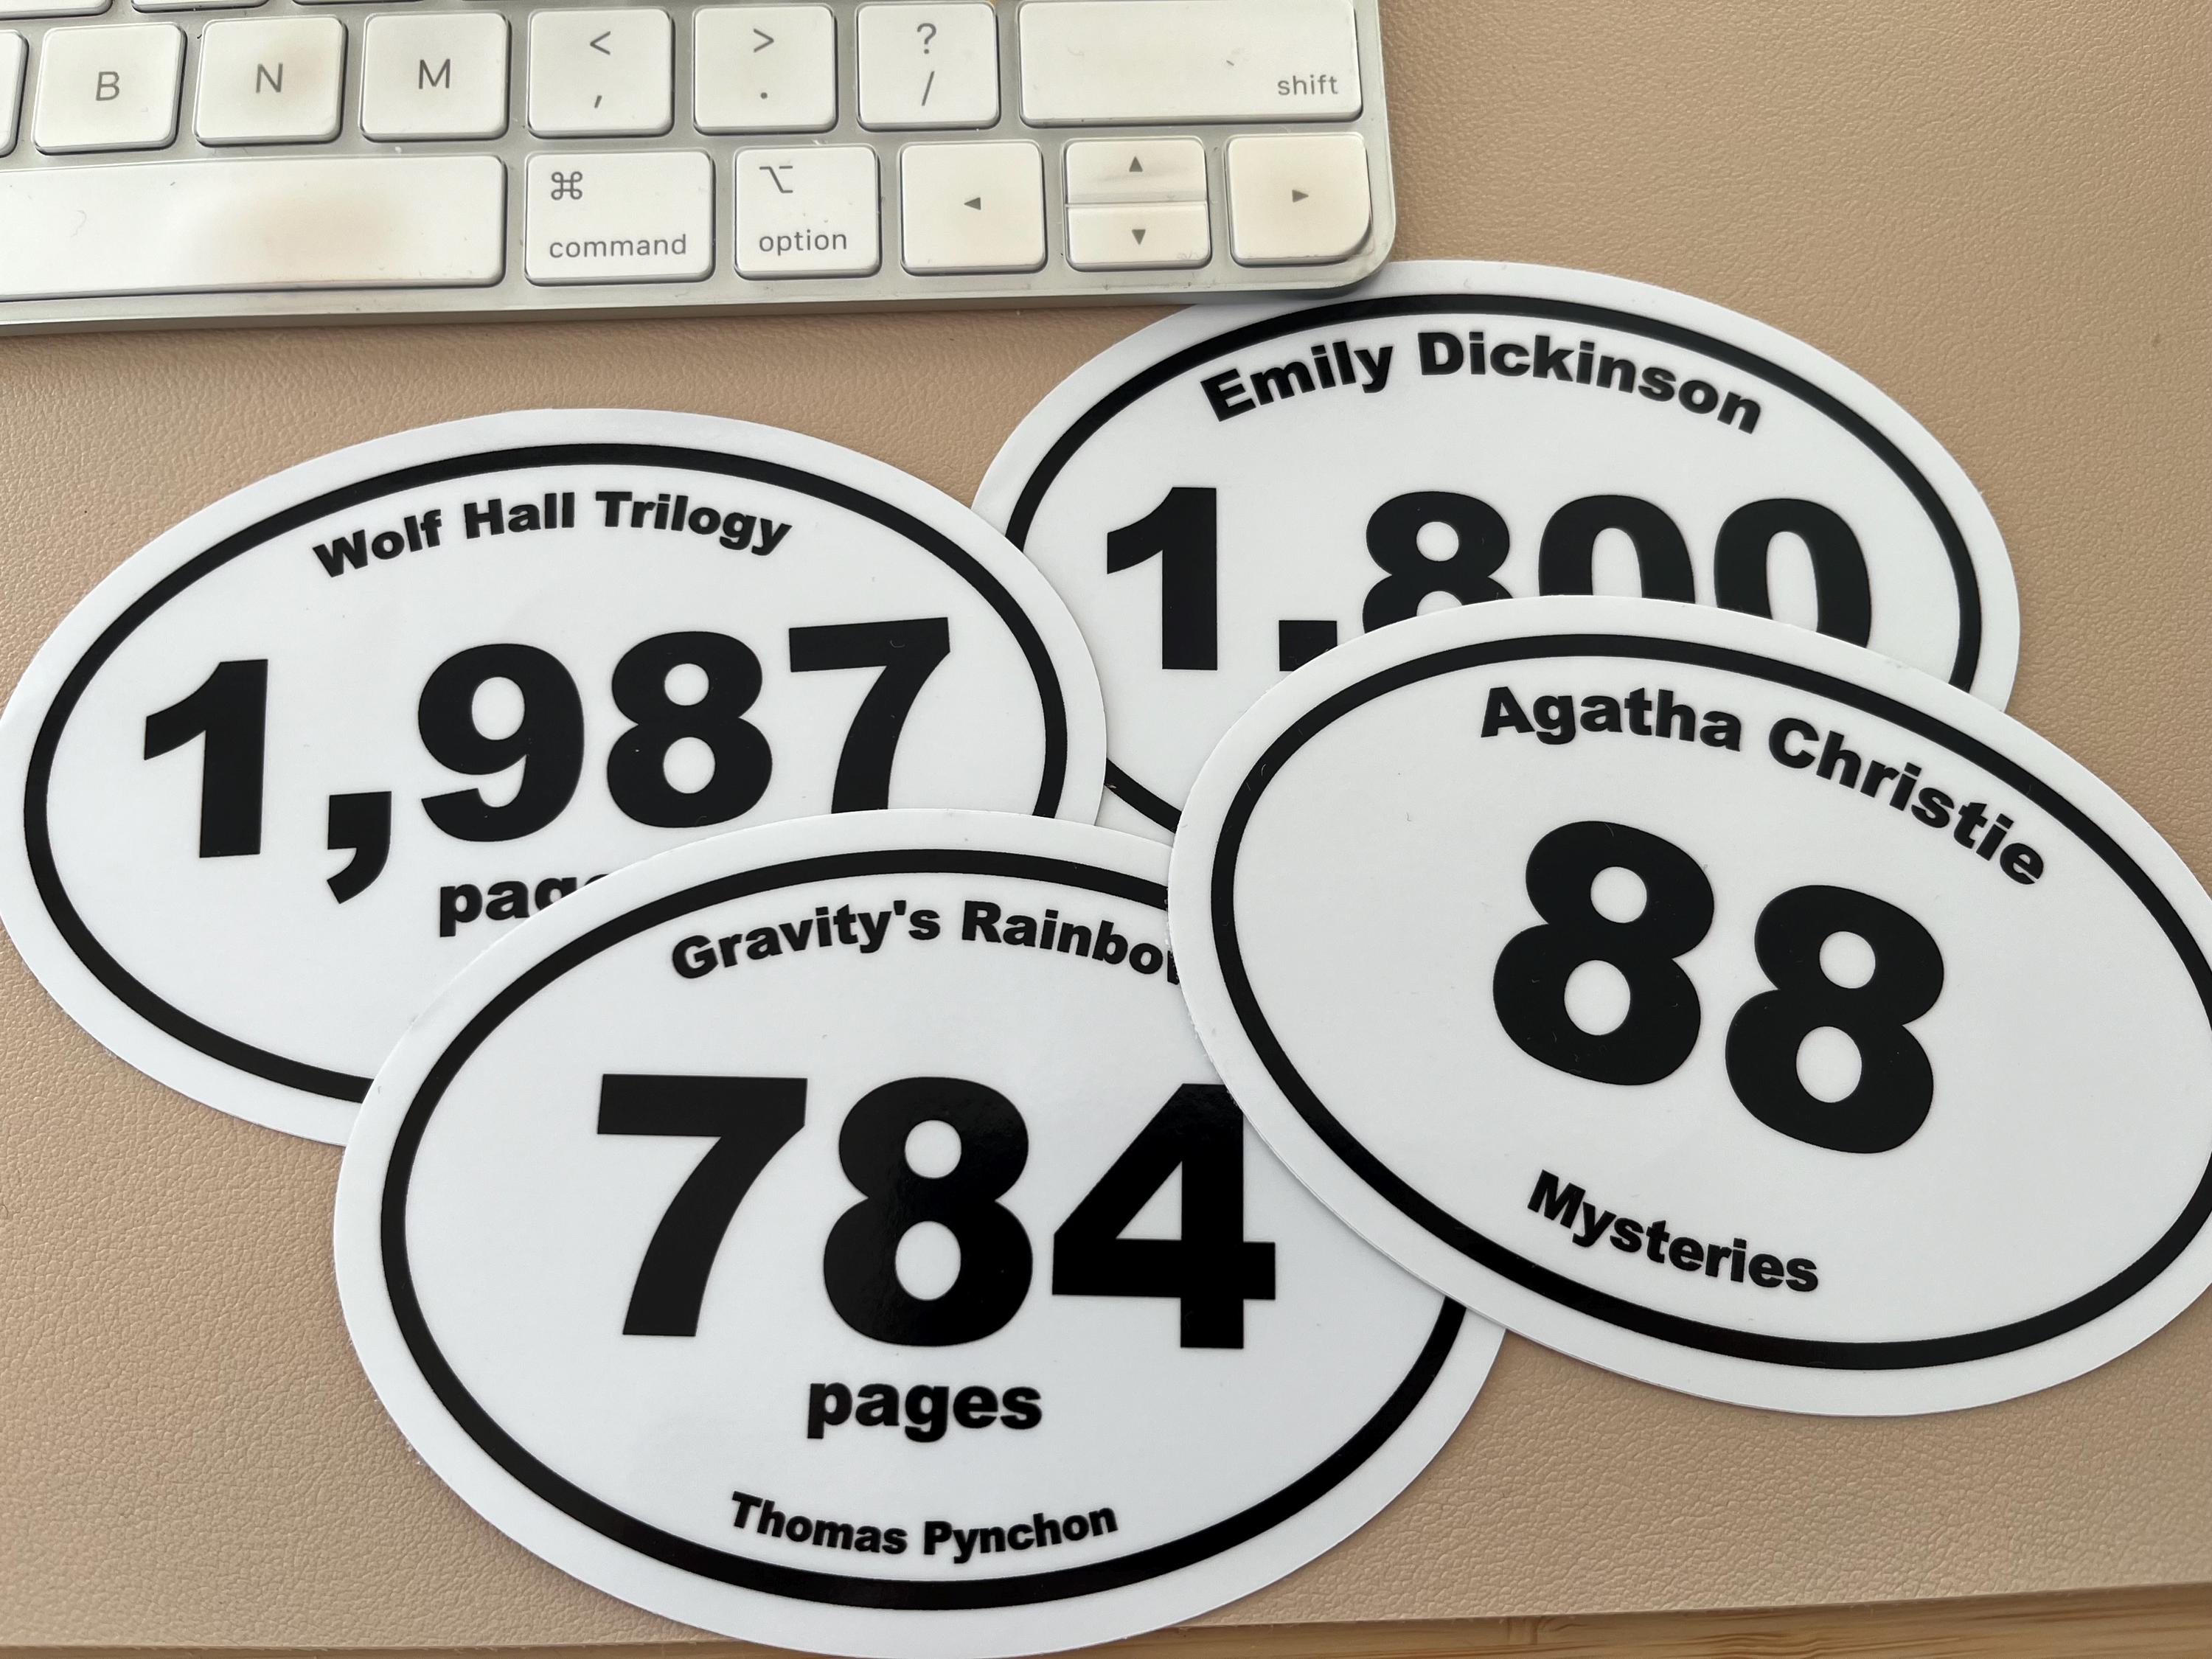 B N M < , > . ? / shift
⌘ command ⌥ option ◄ ▲ ▼ ►
Emily Dickinson
1,800
Wolf Hall Trilogy
1,987
Agatha Christie
88
Mysteries
Gravity's
784
pages
Thomas Pynchon